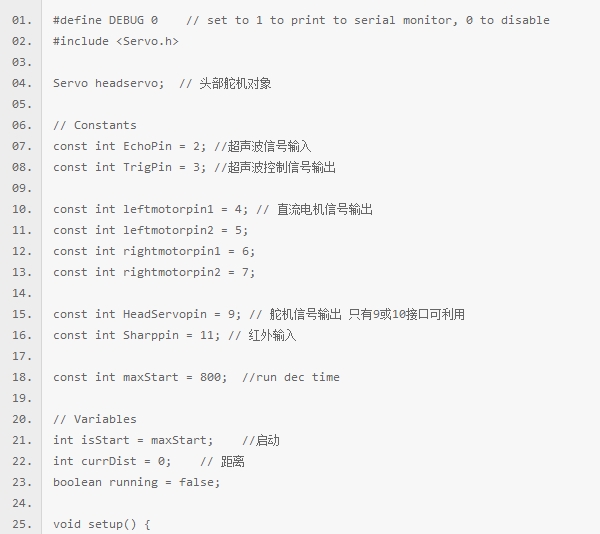 01. #define DEBUG 0    // set to 1 to print to serial monitor, 0 to disable
02. #include <Servo.h>
03.
04. Servo headservo;  // 头部舵机对象
05.
06. // Constants
07. const int EchoPin = 2; //超声波信号输入
08. const int TrigPin = 3; //超声波控制信号输出
09.
10. const int leftmotorpin1 = 4; // 直流电机信号输出
11. const int leftmotorpin2 = 5;
12. const int rightmotorpin1 = 6;
13. const int rightmotorpin2 = 7;
14.
15. const int HeadServopin = 9; // 舵机信号输出 只有9或10接口可利用
16. const int Sharppin = 11; // 红外输入
17.
18. const int maxStart = 800;  //run dec time
19.
20. // Variables
21. int isStart = maxStart;    //启动
22. int currDist = 0;    // 距离
23. boolean running = false;
24.
25. void setup() {